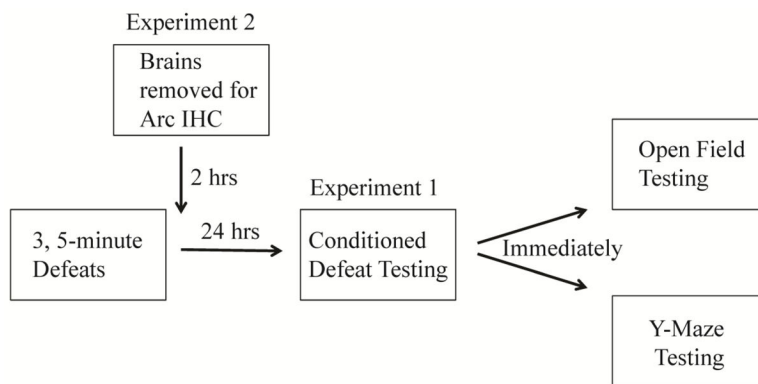 Experiment 2
Brains
removed for
Arc IHC
2 hrs
3, 5-minute
Defeats
24 hrs
Experiment 1
Conditioned
Defeat Testing
Immediately
Open Field
Testing
Y-Maze
Testing